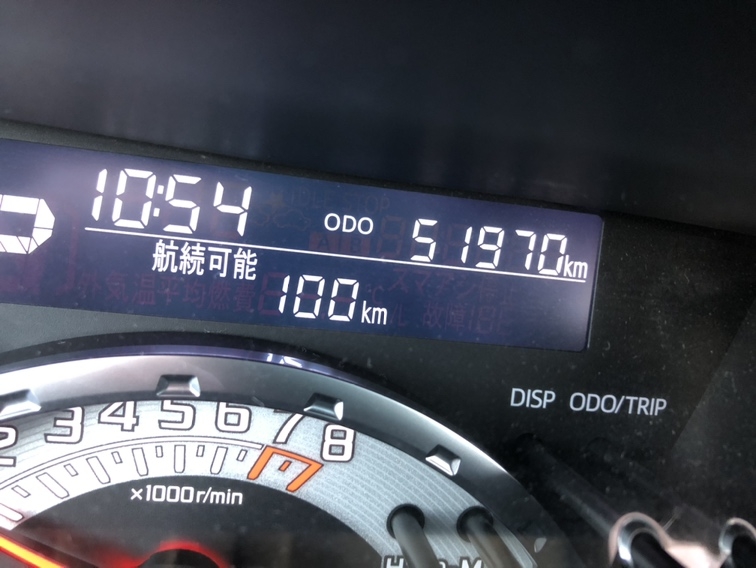 10:54 ODO 51970km
航続可能
100km
DISP ODO/TRIP
2 3 4 5 6 7 8
x1000r/min